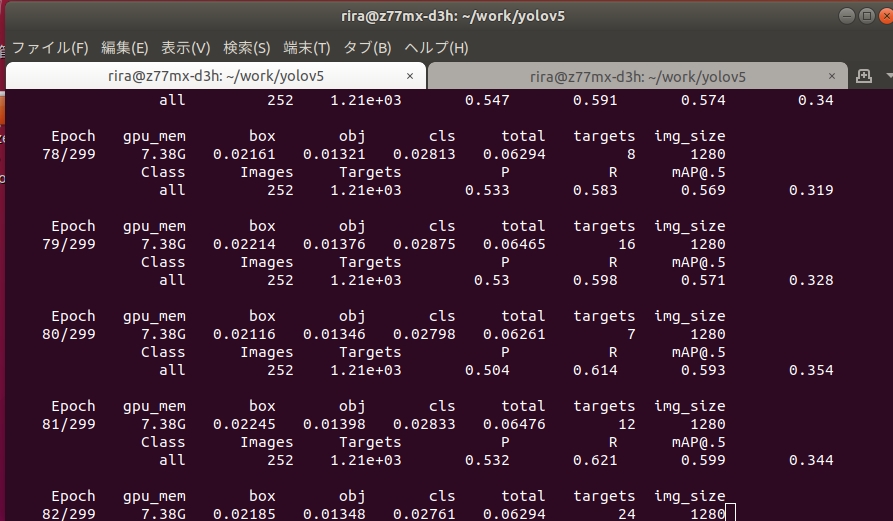 rira@z77mx-d3h: ~/work/yolov5
ファイル(F) 編集(E) 表示(V) 検索(S) 端末(T) タブ(B) ヘルプ(H)
rira@z77mx-d3h: ~/work/yolov5 × rira@z77mx-d3h: ~/work/yolov5 ×
all 252 1.21e+03 0.547 0.591 0.574 0.34
Epoch gpu_mem box obj cls total targets img_size
78/299 7.38G 0.02161 0.01321 0.02813 0.06294 8 1280
Class Images Targets P R mAP@.5
all 252 1.21e+03 0.533 0.583 0.569 0.319
Epoch gpu_mem box obj cls total targets img_size
79/299 7.38G 0.02214 0.01376 0.02875 0.06465 16 1280
Class Images Targets P R mAP@.5
all 252 1.21e+03 0.53 0.598 0.571 0.328
Epoch gpu_mem box obj cls total targets img_size
80/299 7.38G 0.02116 0.01346 0.02798 0.06261 7 1280
Class Images Targets P R mAP@.5
all 252 1.21e+03 0.504 0.614 0.593 0.354
Epoch gpu_mem box obj cls total targets img_size
81/299 7.38G 0.02245 0.01398 0.02833 0.06476 12 1280
Class Images Targets P R mAP@.5
all 252 1.21e+03 0.532 0.621 0.599 0.344
Epoch gpu_mem box obj cls total targets img_size
82/299 7.38G 0.02185 0.01348 0.02761 0.06294 24 1280